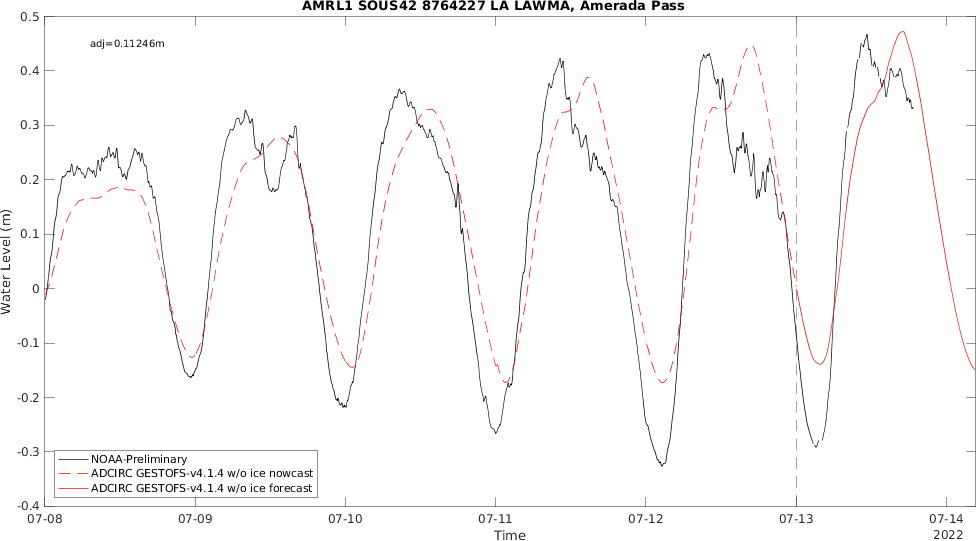 AMRL1 SOUS42 8764227 LA LAWMA, Amerada Pass
adj=0.11246m
0.5
0.4
0.3
0.2
0.1
0
-0.1
-0.2
-0.3
-0.4
Water Level (m)
NOAA-Preliminary
ADCIRC GESTOFS-v4.1.4 w/o ice nowcast
ADCIRC GESTOFS-v4.1.4 w/o ice forecast
07-08 07-09 07-10 07-11 07-12 07-13 07-14
Time
2022